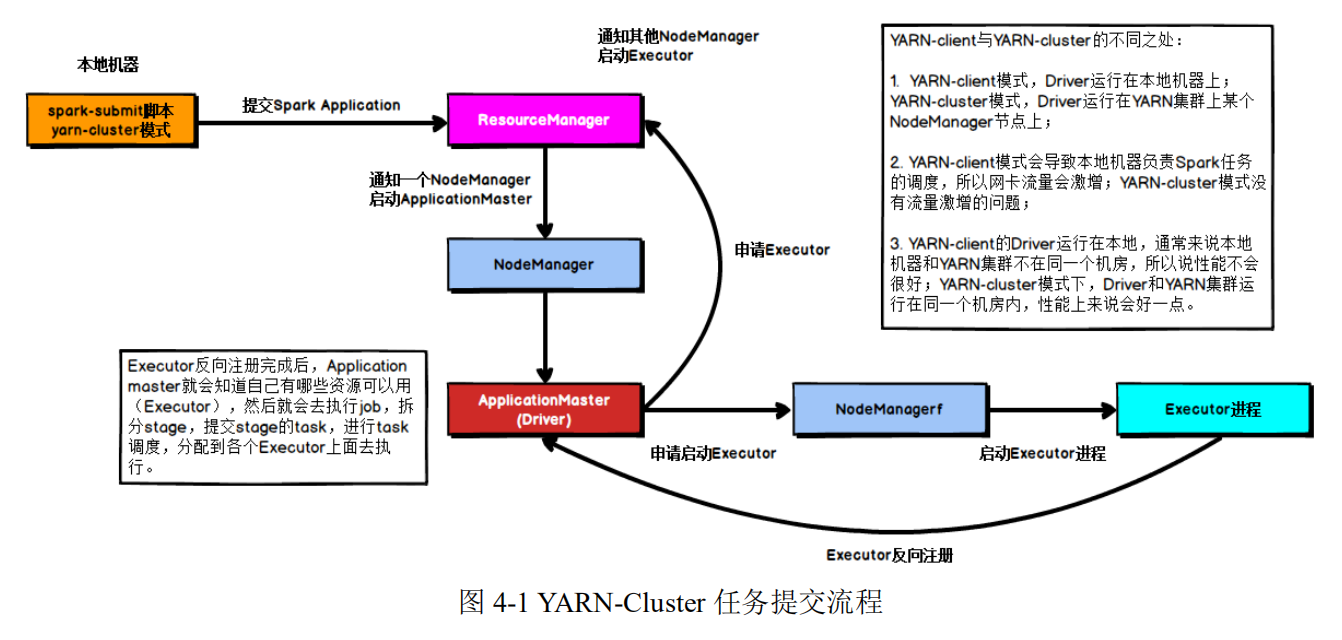 通知其他NodeManager
启动Executor
本地机器
spark-submit脚本
yarn-cluster模式
提交Spark Application
ResourceManager
通知一个NodeManager
启动ApplicationMaster
NodeManager
申请Executor
YARN-client与YARN-cluster的不同之处：
1. YARN-client模式，Driver运行在本地机器上；
YARN-cluster模式，Driver运行在YARN集群上某个
NodeManager节点上；
2. YARN-client模式会导致本地机器负责Spark任务
的调度，所以网卡流量会激增；YARN-cluster模式没
有流量激增的问题；
3. YARN-client的Driver运行在本地，通常来说本地
机器和YARN集群不在同一个机房，所以说性能不会
很好；YARN-cluster模式下，Driver和YARN集群运
行在同一个机房内，性能上来说会好一点。
Executor反向注册完成后，Application
master就会知道自己有哪些资源可以用
（Executor），然后就会去执行job，拆
分stage，提交stage的task，进行task
调度，分配到各个Executor上面去执
行。
ApplicationMaster
(Driver)
申请启动Executor
NodeManagerf
启动Executor进程
Executor进程
Executor反向注册
图 4-1 YARN-Cluster 任务提交流程